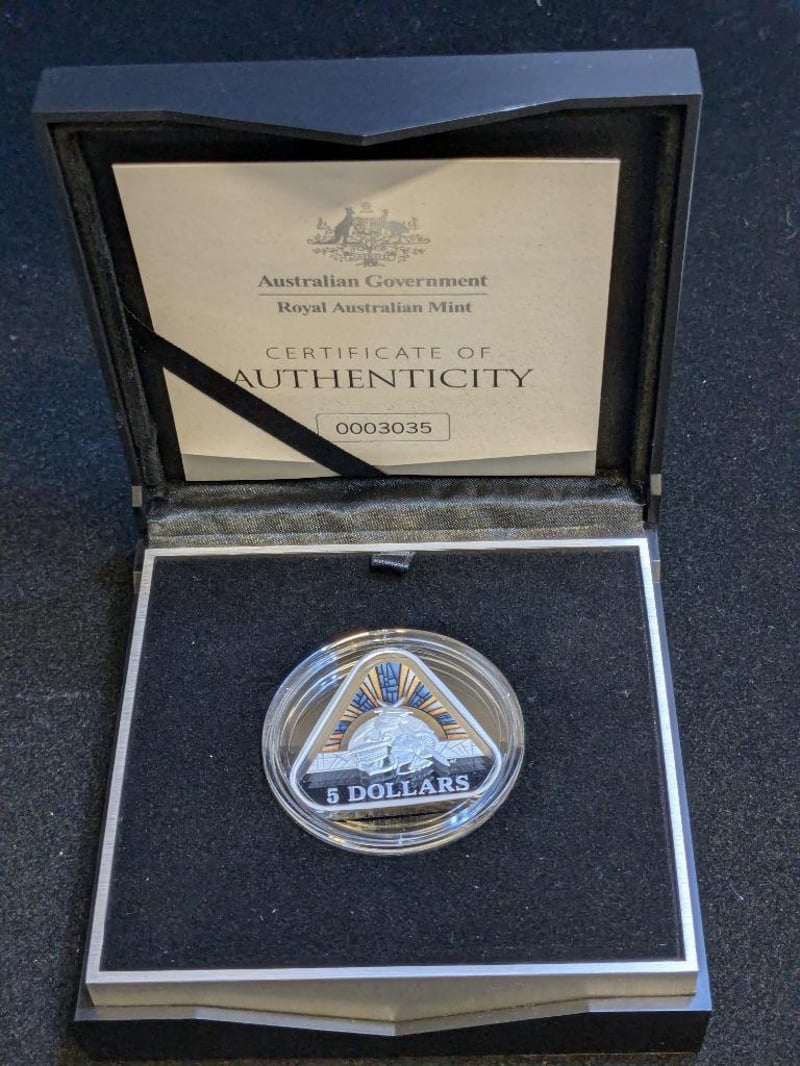 Australian Government
Royal Australian Mint
CERTIFICATE OF
AUTHENTICITY
0003035
5 DOLLARS